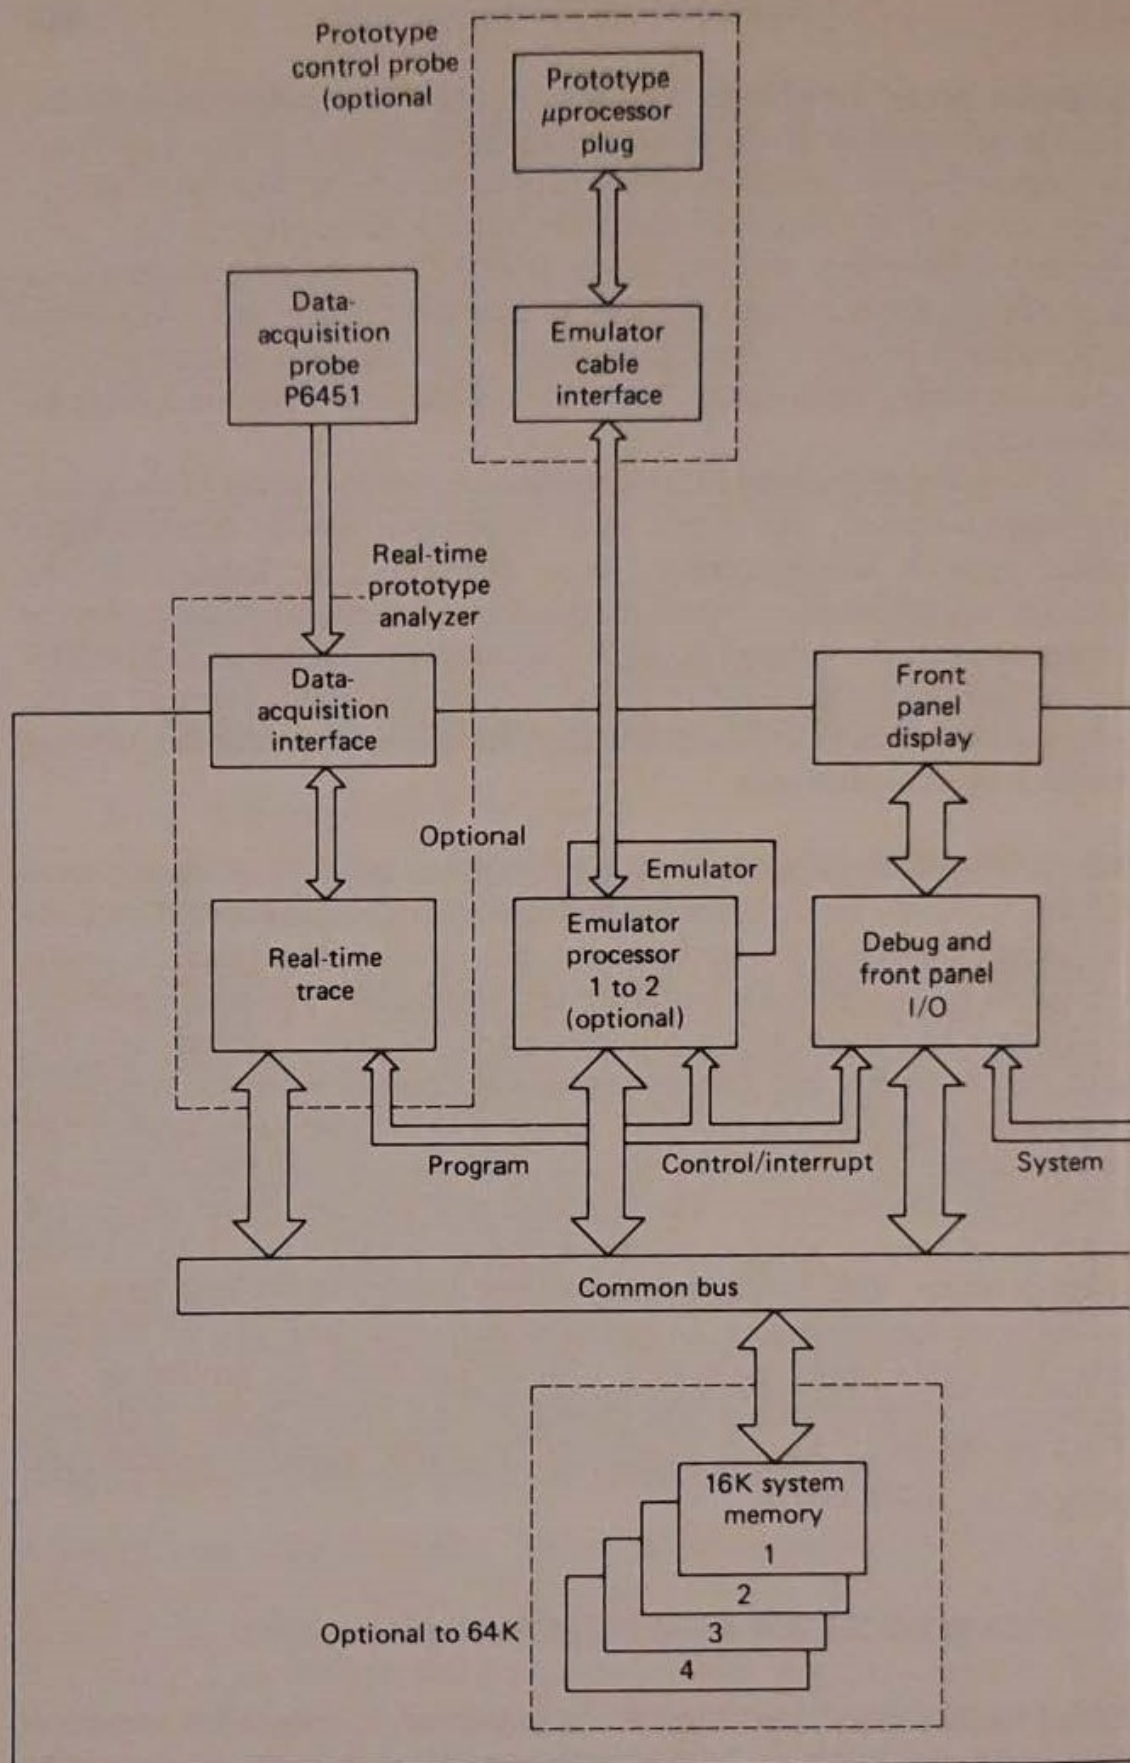 Prototype
control probe
(optional
Prototype
μprocessor
plug
Data-
acquisition
probe
P6451
Emulator
cable
interface
Real-time
prototype
analyzer
Data-
acquisition
interface
Front
panel
display
Optional
Emulator
Real-time
trace
Emulator
processor
1 to 2
(optional)
Debug and
front panel
I/O
Program
Control/interrupt
System
Common bus
16K system
memory
1
2
3
4
Optional to 64K